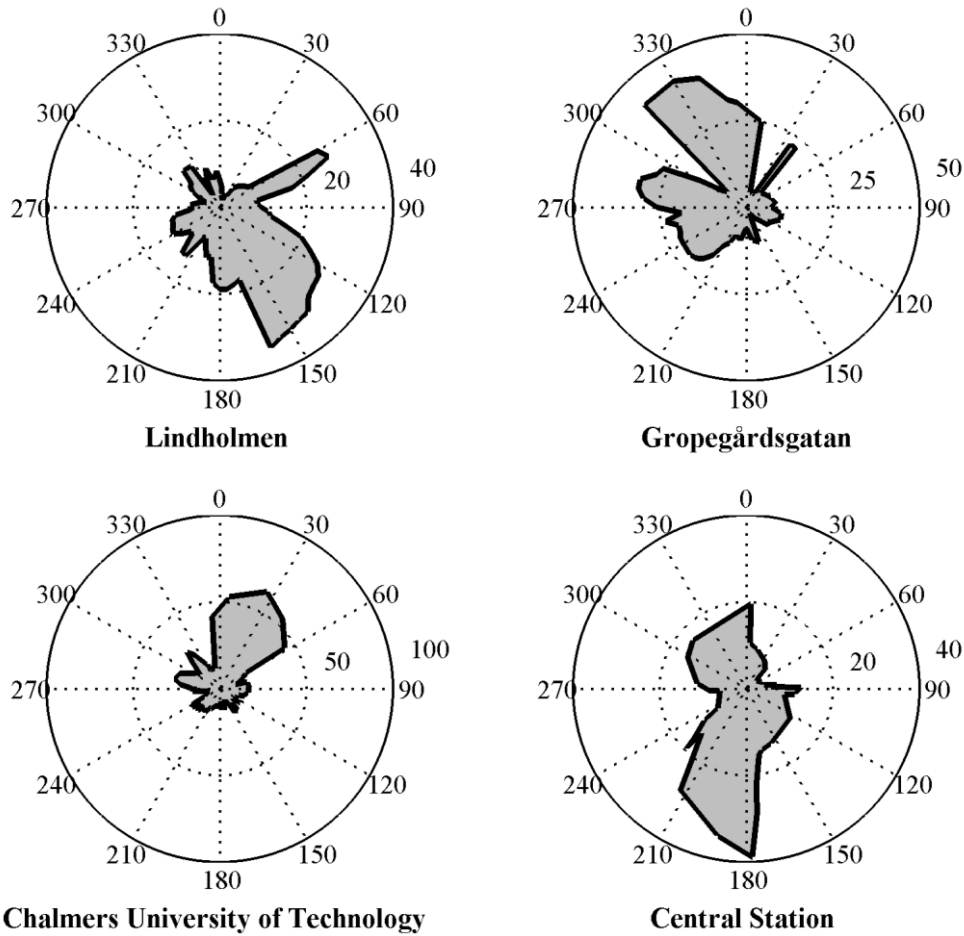 0 0
330 30 330 30
300 60 300 60
20 40 25 50
270 90 270 90
240 120 240 120
210 150 210 150
180 180
Lindholmen Gropegårdsgatan
0 0
330 30 330 30
300 60 300 60
50 100 20 40
270 90 270 90
240 120 240 120
210 150 210 150
180 180
Chalmers University of Technology Central Station